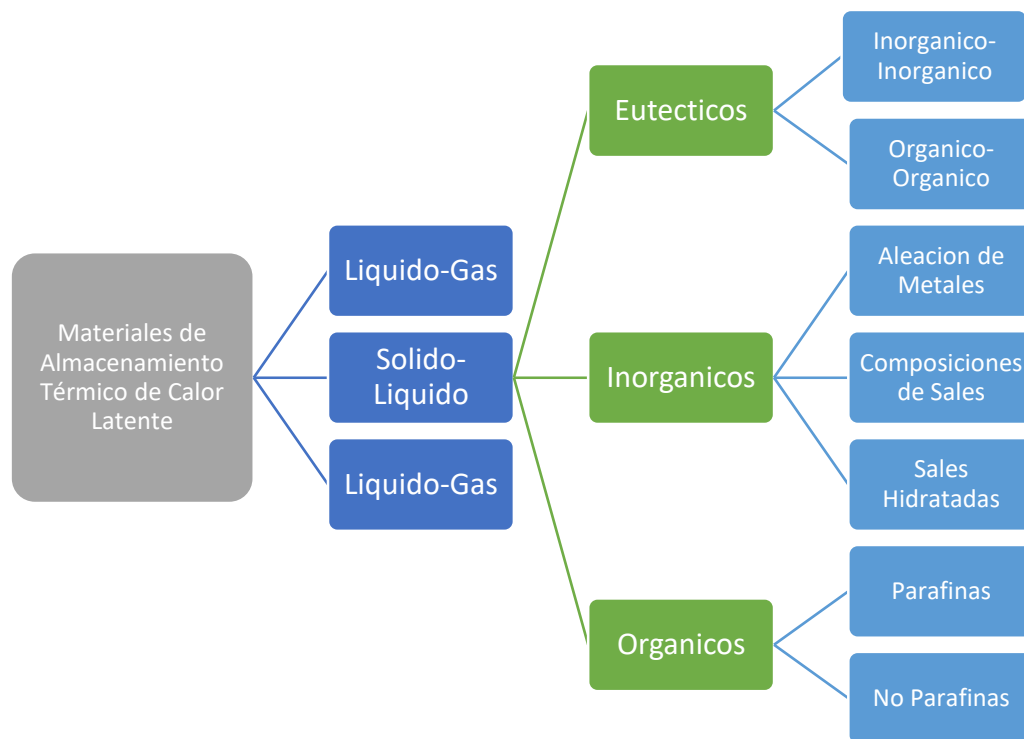 Materiales de
Almacenamiento
Térmico de Calor
Latente
Liquido-Gas
Solido-
Liquido
Liquido-Gas
Eutecticos
Inorganicos
Organicos
Inorganico-
Inorganico
Organico-
Organico
Aleacion de
Metales
Composiciones
de Sales
Sales
Hidratadas
Parafinas
No Parafinas